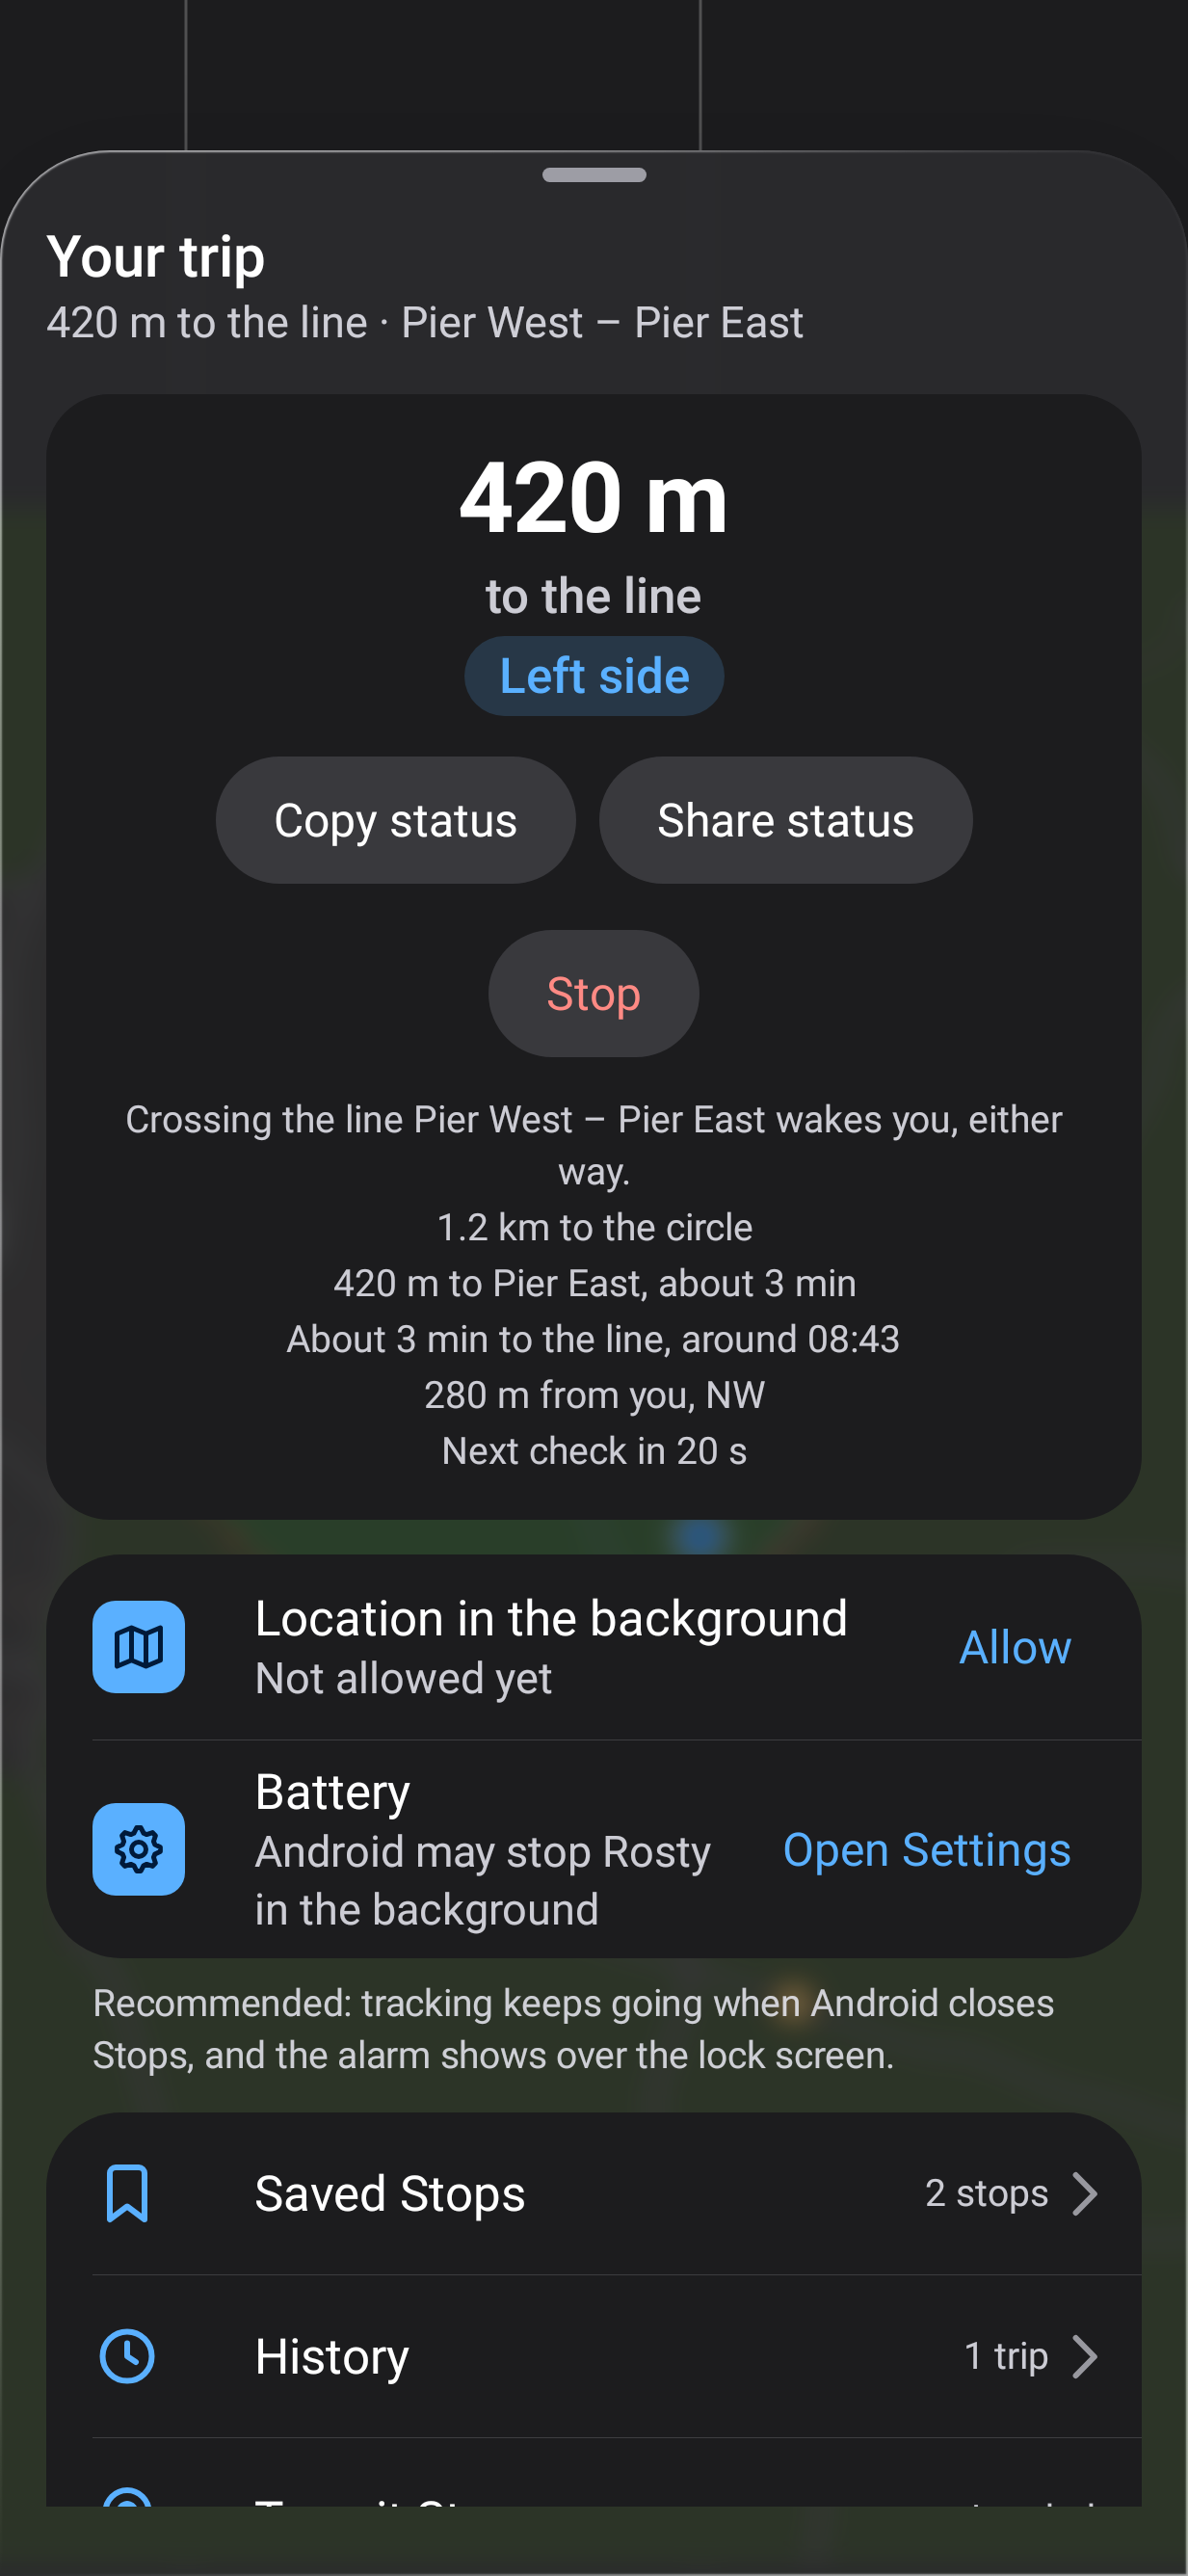 Your trip
420 m to the line · Pier West – Pier East
420 m
to the line
Left side
Copy status
Share status
Stop
Crossing the line Pier West – Pier East wakes you, either
way.
1.2 km to the circle
420 m to Pier East, about 3 min
About 3 min to the line, around 08:43
280 m from you, NW
Next check in 20 s
Location in the background
Not allowed yet
Allow
Battery
Android may stop Rosty
in the background
Open Settings
Recommended: tracking keeps going when Android closes
Stops, and the alarm shows over the lock screen.
Saved Stops
2 stops
History
1 trip